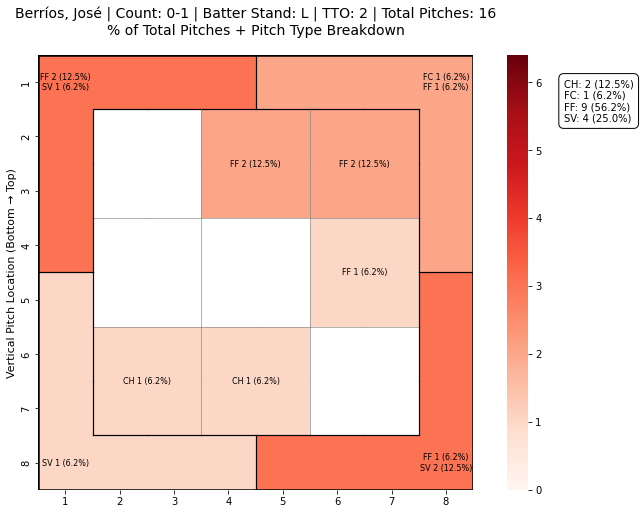 Berríos, José | Count: 0-1 | Batter Stand: L | TTO: 2 | Total Pitches: 16
% of Total Pitches + Pitch Type Breakdown
FF 2 (12.5%)
SV 1 (6.2%)
FC 1 (6.2%)
FF 1 (6.2%)
FF 2 (12.5%)
FF 2 (12.5%)
FF 1 (6.2%)
CH 1 (6.2%)
CH 1 (6.2%)
SV 1 (6.2%)
FF 1 (6.2%)
SV 2 (12.5%)
Vertical Pitch Location (Bottom → Top)
1
2
3
4
5
6
7
8
1
2
3
4
5
6
7
8
6
5
4
3
2
1
0
CH: 2 (12.5%)
FC: 1 (6.2%)
FF: 9 (56.2%)
SV: 4 (25.0%)